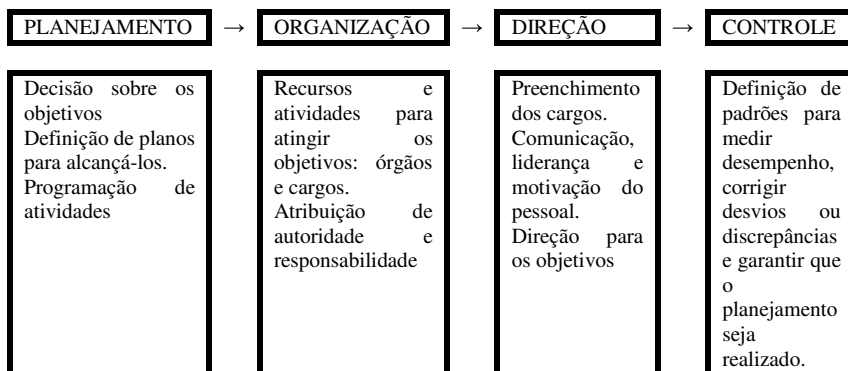 PLANEJAMENTO → ORGANIZAÇÃO → DIREÇÃO → CONTROLE
Decisão sobre os
objetivos
Definição de planos
para alcançá-los.
Programação de
atividades
Recursos e
atividades para
atingir os
objetivos: órgãos
e cargos.
Atribuição de
autoridade e
responsabilidade
Preenchimento
dos cargos.
Comunicação,
liderança e
motivação do
pessoal.
Direção para
os objetivos
Definição de
padrões para
medir
desempenho,
corrigir
desvios ou
discrepâncias
e garantir que
o
planejamento
seja
realizado.